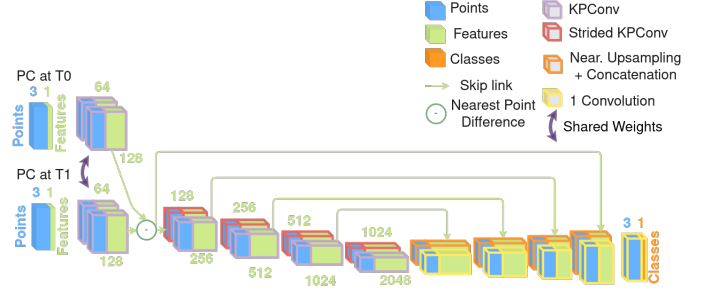 Points
Features
Classes
Skip link
Nearest Point
Difference
KPConv
Strided KPConv
Near. Upsampling
+ Concatenation
1 Convolution
Shared Weights
PC at T0
3 1
Points
Features
64
128
PC at T1
3 1
Points
Features
64
128
-
128
256
256
512
512
1024
1024
2048
3 1
Classes